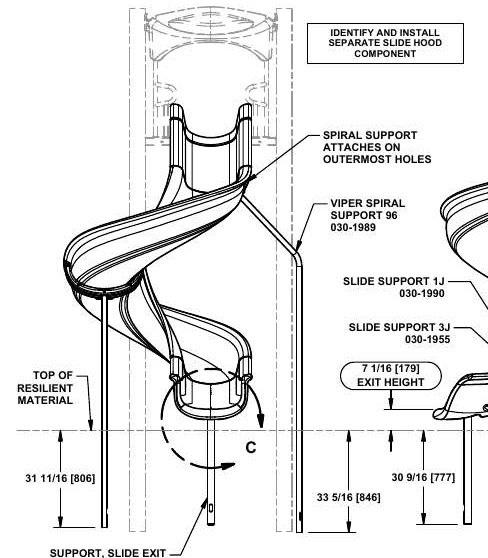 IDENTIFY AND INSTALL
SEPARATE SLIDE HOOD
COMPONENT
SPIRAL SUPPORT
ATTACHES ON
OUTERMOST HOLES
VIPER SPIRAL
SUPPORT 96
030-1989
SLIDE SUPPORT 1J
030-1990
SLIDE SUPPORT 3J
030-1955
7 1/16 [179]
EXIT HEIGHT
TOP OF
RESILIENT
MATERIAL
C
31 11/16 [806]
33 5/16 [846]
30 9/16 [777]
SUPPORT, SLIDE EXIT